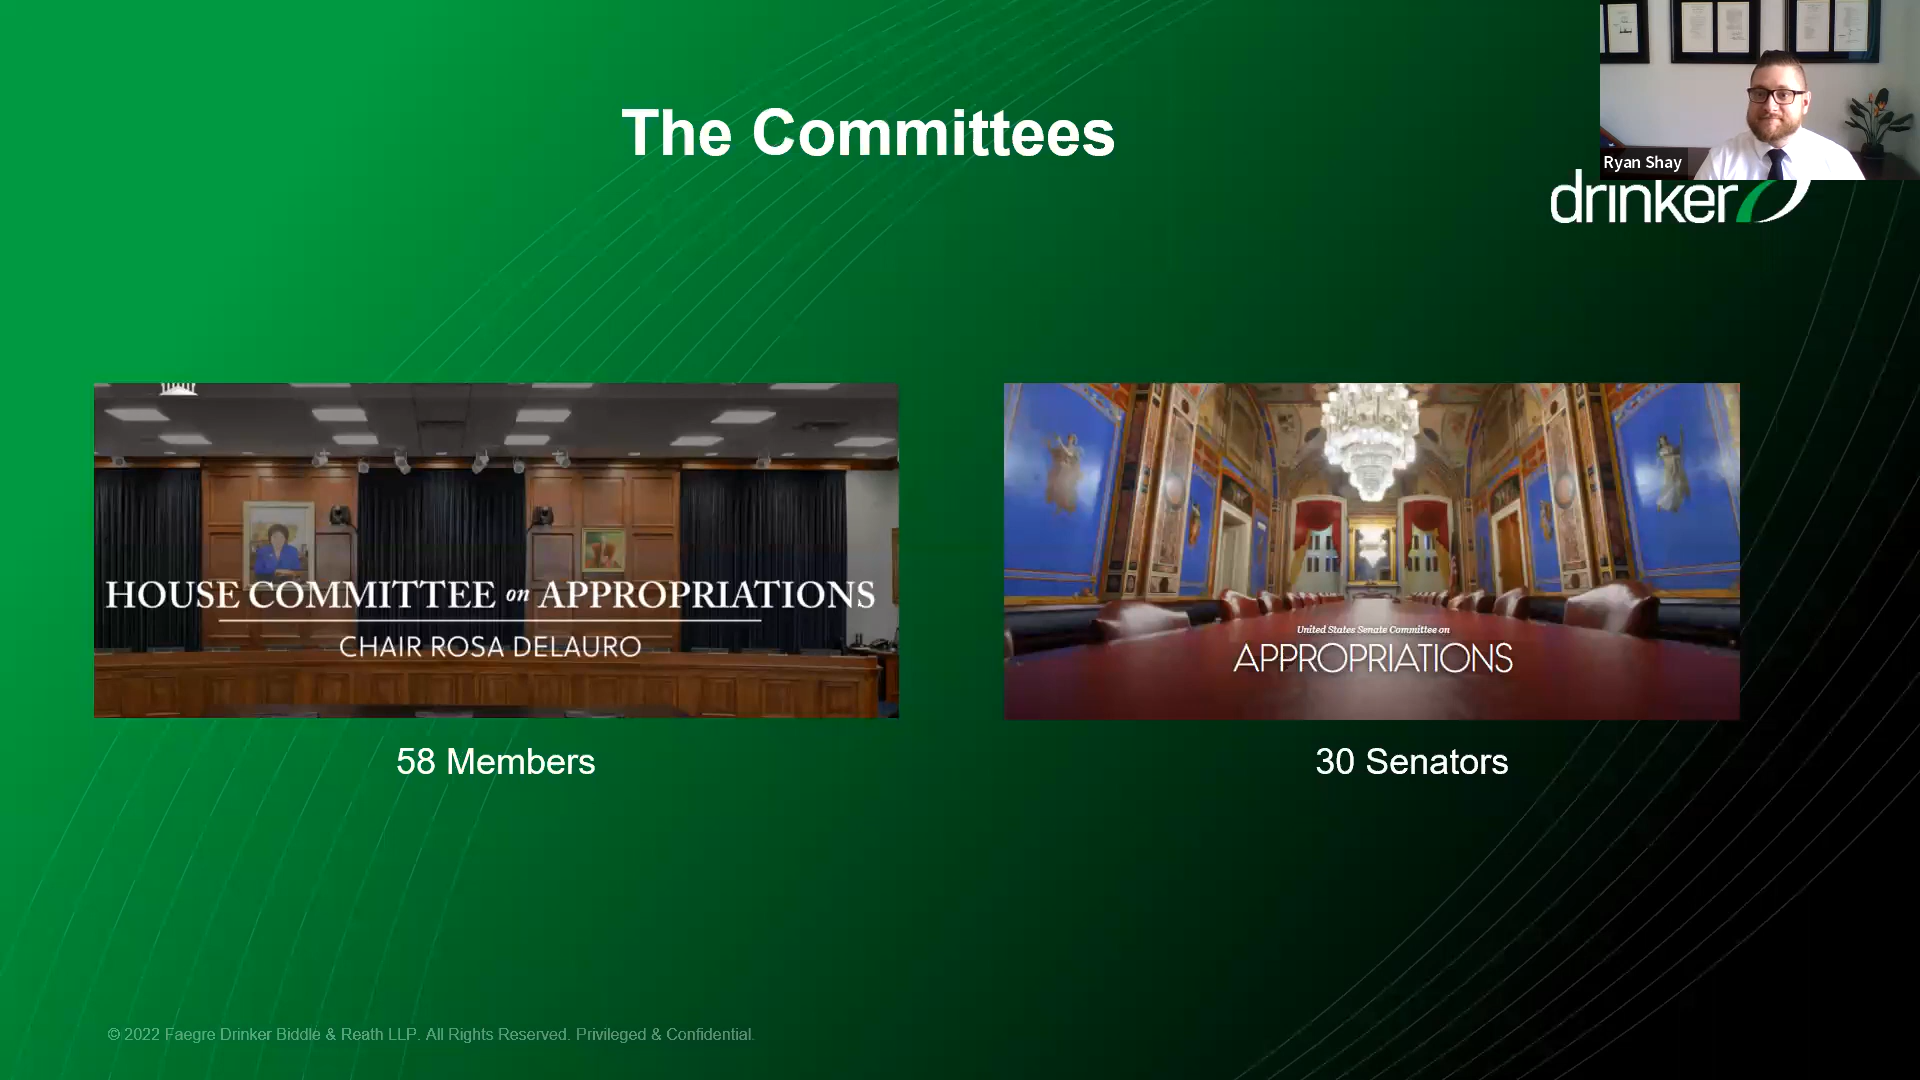 The Committees
Ryan Shay
drinker
HOUSE COMMITTEE on APPROPRIATIONS
CHAIR ROSA DELAURO
United States Senate Committee on
APPROPRIATIONS
58 Members
30 Senators
© 2022 Faegre Drinker Biddle & Reath LLP. All Rights Reserved. Privileged & Confidential.